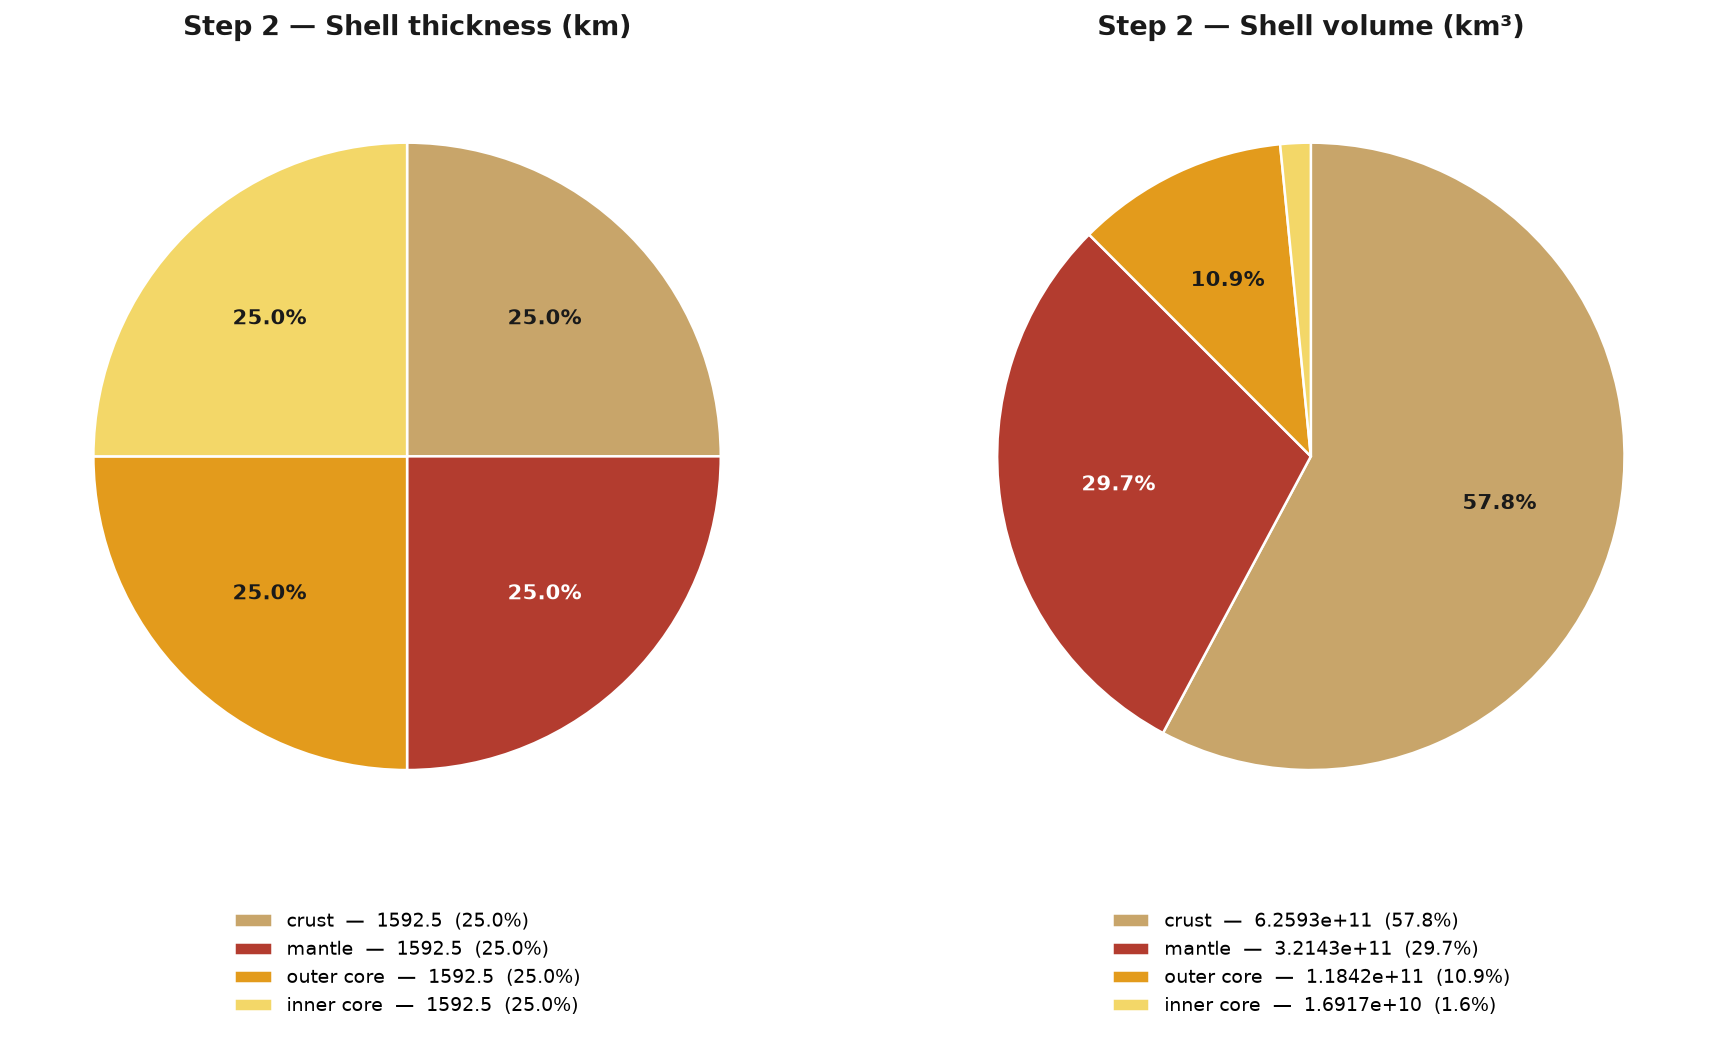 Step 2 — Shell thickness (km)
25.0%
25.0%
25.0%
25.0%
crust — 1592.5 (25.0%)
mantle — 1592.5 (25.0%)
outer core — 1592.5 (25.0%)
inner core — 1592.5 (25.0%)
Step 2 — Shell volume (km³)
10.9%
29.7%
57.8%
crust — 6.2593e+11 (57.8%)
mantle — 3.2143e+11 (29.7%)
outer core — 1.1842e+11 (10.9%)
inner core — 1.6917e+10 (1.6%)